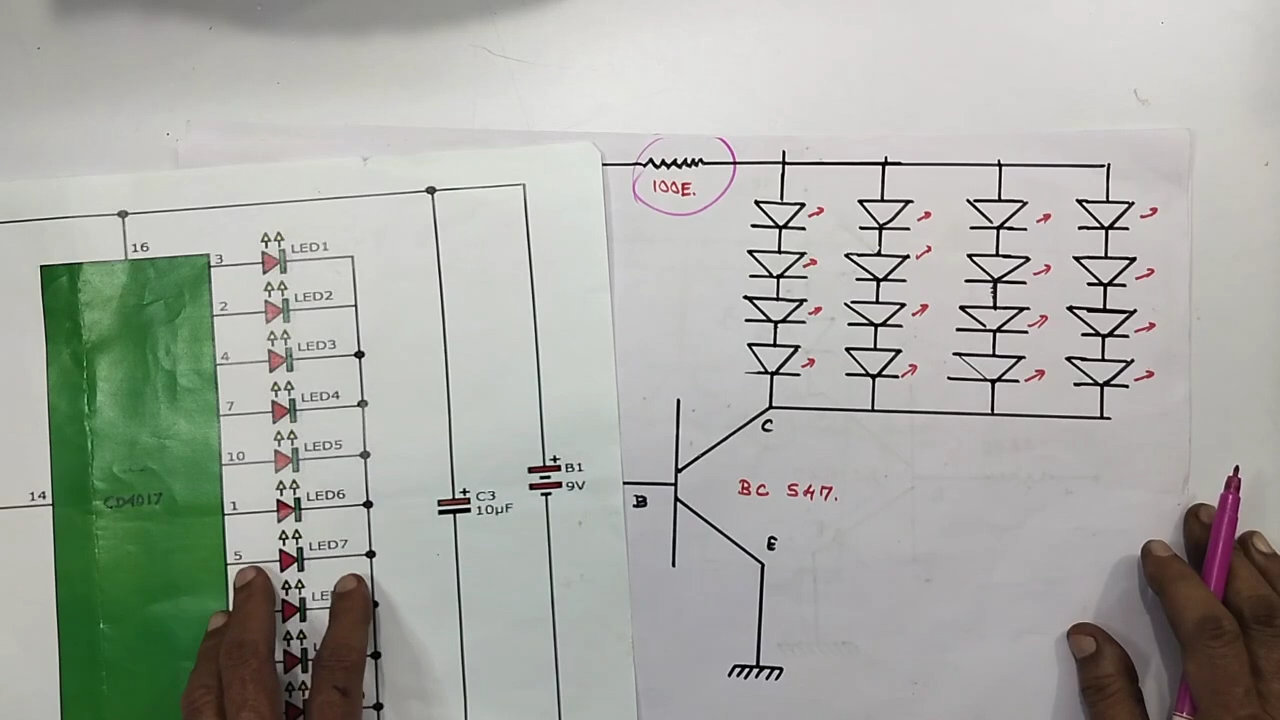 16
3
LED1
2
LED2
4
LED3
7
LED4
10
LED5
1
LED6
5
LED7
14
CD4017
+
C3
10µF
+
B1
9V
100E.
C
B
BC 547.
E